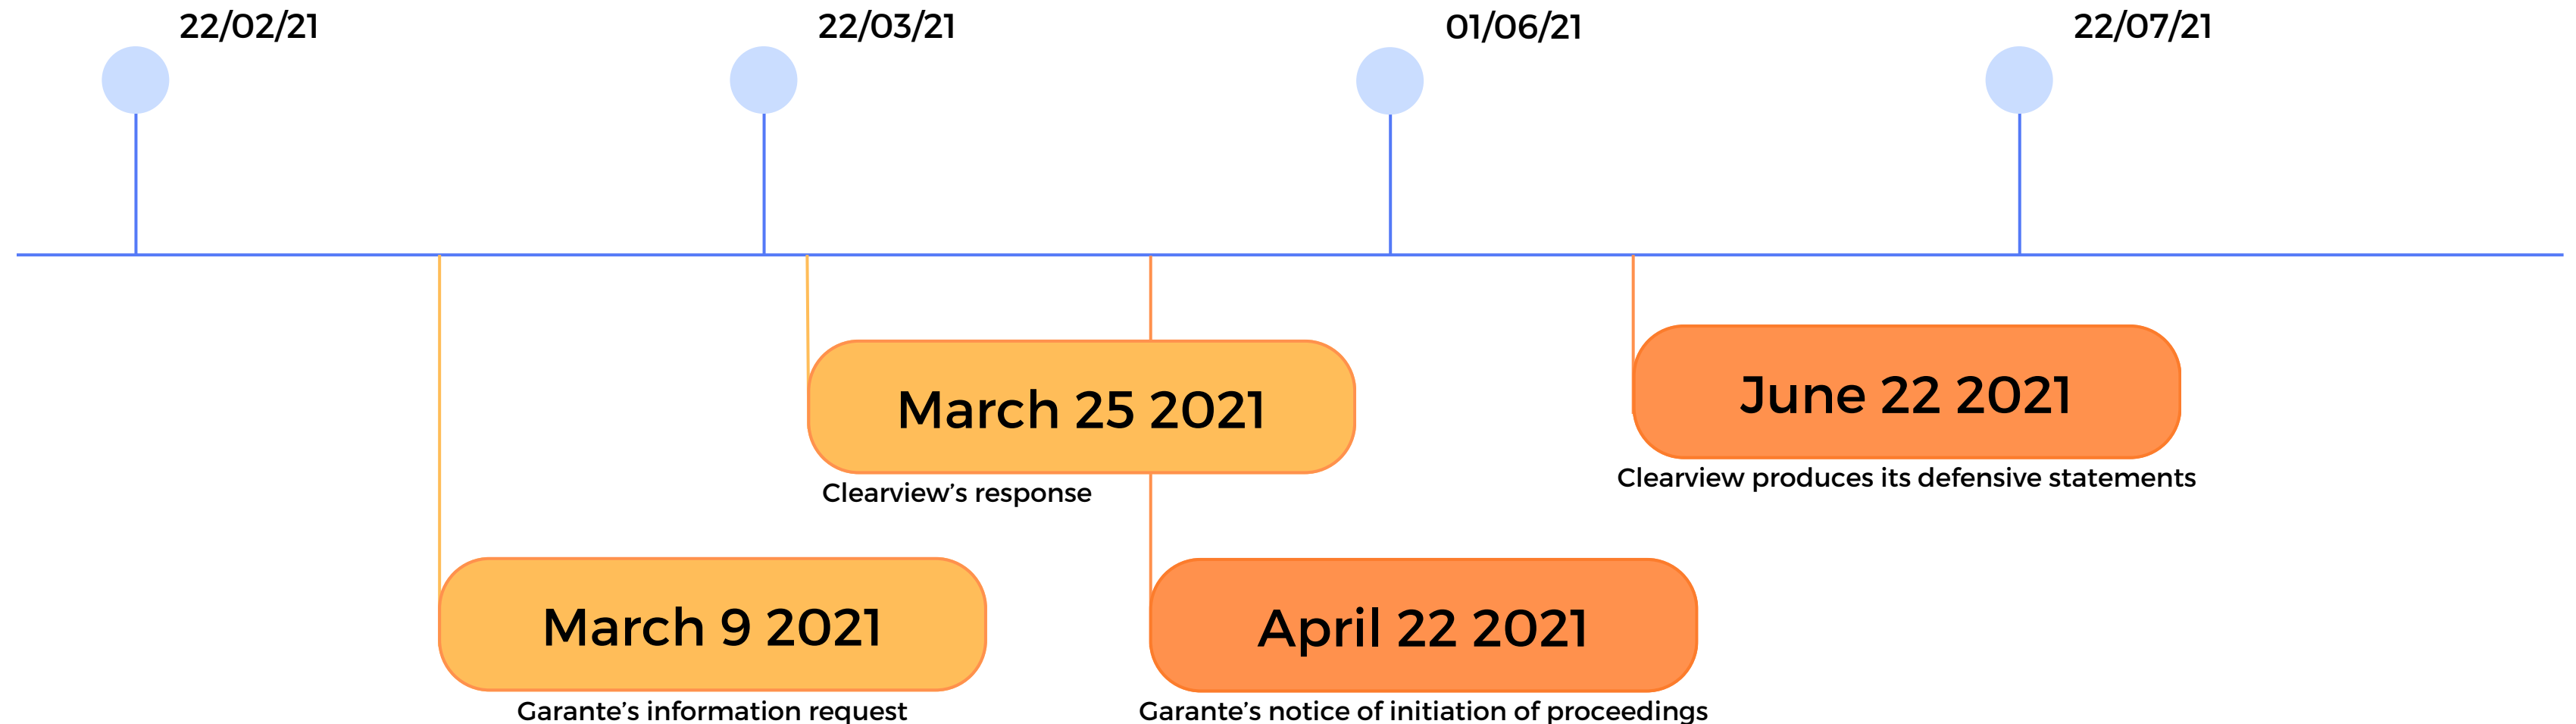 22/02/21
22/03/21
01/06/21
22/07/21
March 25 2021
Clearview’s response
June 22 2021
Clearview produces its defensive statements
March 9 2021
Garante’s information request
April 22 2021
Garante’s notice of initiation of proceedings